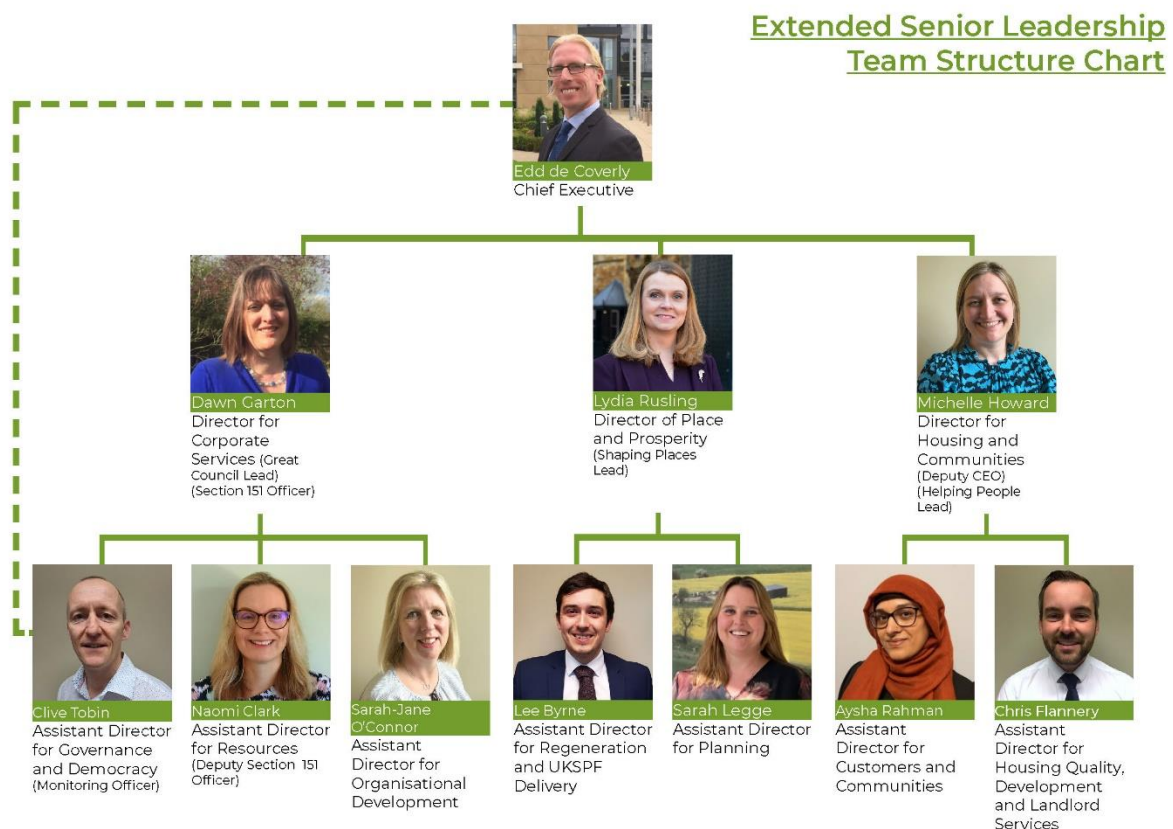 Extended Senior Leadership
Team Structure Chart
Edd de Coverly
Chief Executive
Dawn Garton
Director for
Corporate
Services (Great
Council Lead)
(Section 151 Officer)
Lydia Rusling
Director of Place
and Prosperity
(Shaping Places
Lead)
Michelle Howard
Director for
Housing and
Communities
(Deputy CEO)
(Helping People
Lead)
Clive Tobin
Assistant Director
for Governance
and Democracy
(Monitoring Officer)
Naomi Clark
Assistant Director
for Resources
(Deputy Section 151
Officer)
Sarah-Jane
O'Connor
Assistant
Director for
Organisational
Development
Lee Byrne
Assistant Director
for Regeneration
and UKSPF
Delivery
Sarah Legge
Assistant Director
for Planning
Aysha Rahman
Assistant
Director for
Customers and
Communities
Chris Flannery
Assistant
Director for
Housing Quality,
Development
and Landlord
Services